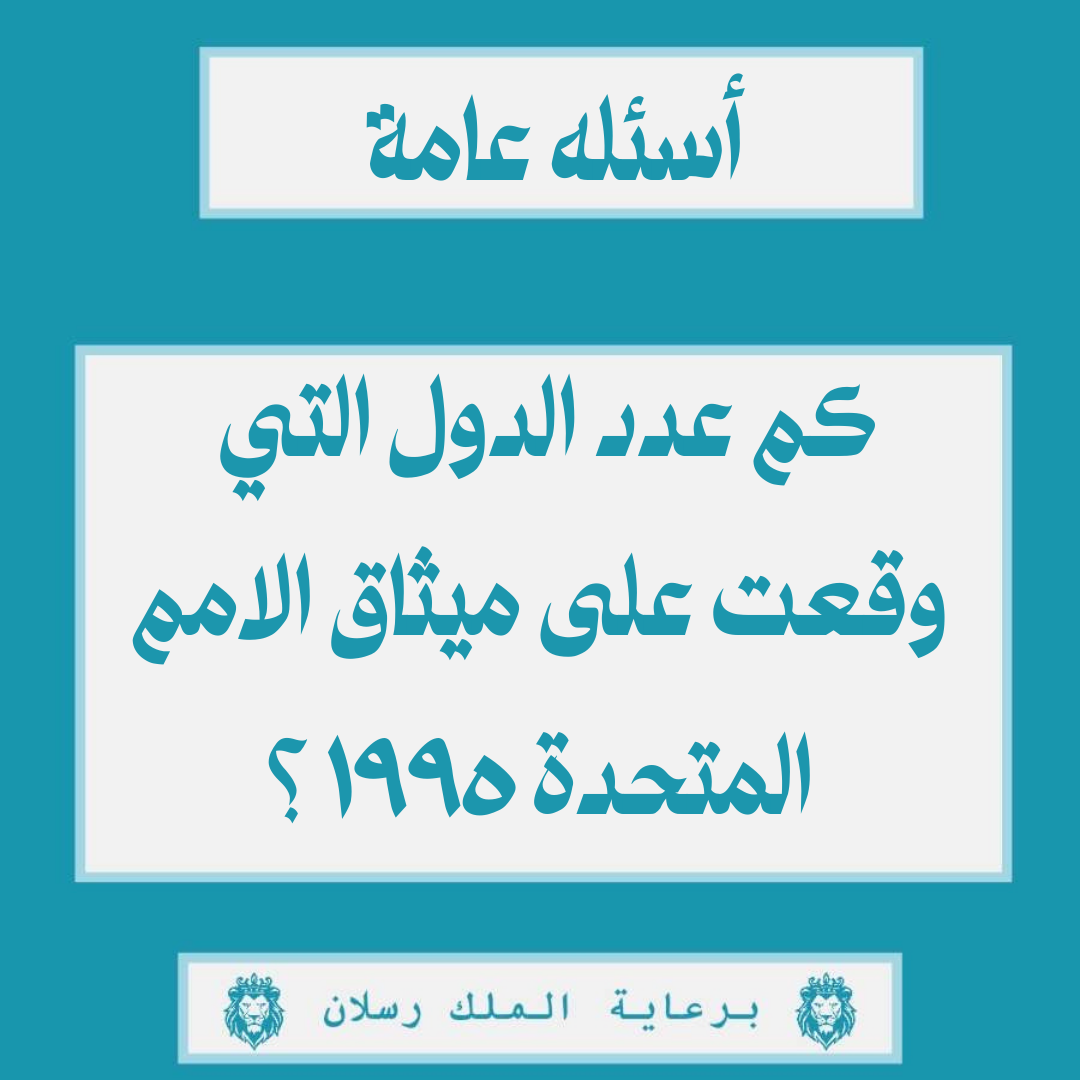 أسئله عامة
كم عدد الدول التي
وقعت على ميثاق الامم
المتحدة ١٩٩٥ ؟
برعاية الملك رسلان